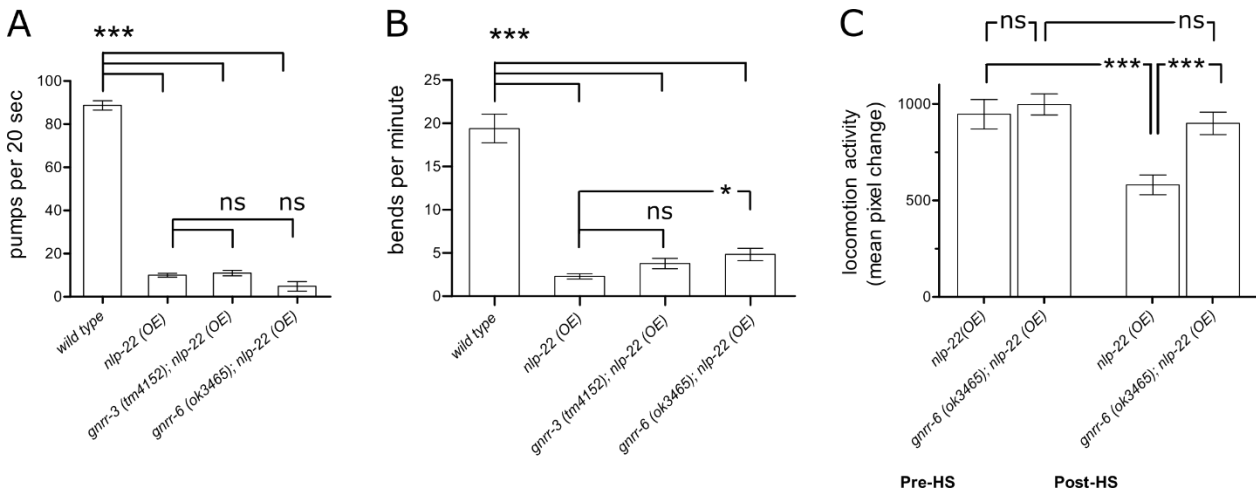 A
***
pumps per 20 sec
100
80
60
40
20
0
ns
ns
wild type
nlp-22 (OE)
gnrr-3 (tm4152); nlp-22 (OE)
gnrr-6 (ok3465); nlp-22 (OE)
B
***
bends per minute
25
20
15
10
5
0
*
ns
wild type
nlp-22 (OE)
gnrr-3 (tm4152); nlp-22 (OE)
gnrr-6 (ok3465); nlp-22 (OE)
C
ns
ns
***
***
locomotion activity
(mean pixel change)
1000
500
0
nlp-22(OE)
gnrr-6 (ok3465); nlp-22 (OE)
nlp-22 (OE)
gnrr-6 (ok3465); nlp-22 (OE)
Pre-HS
Post-HS